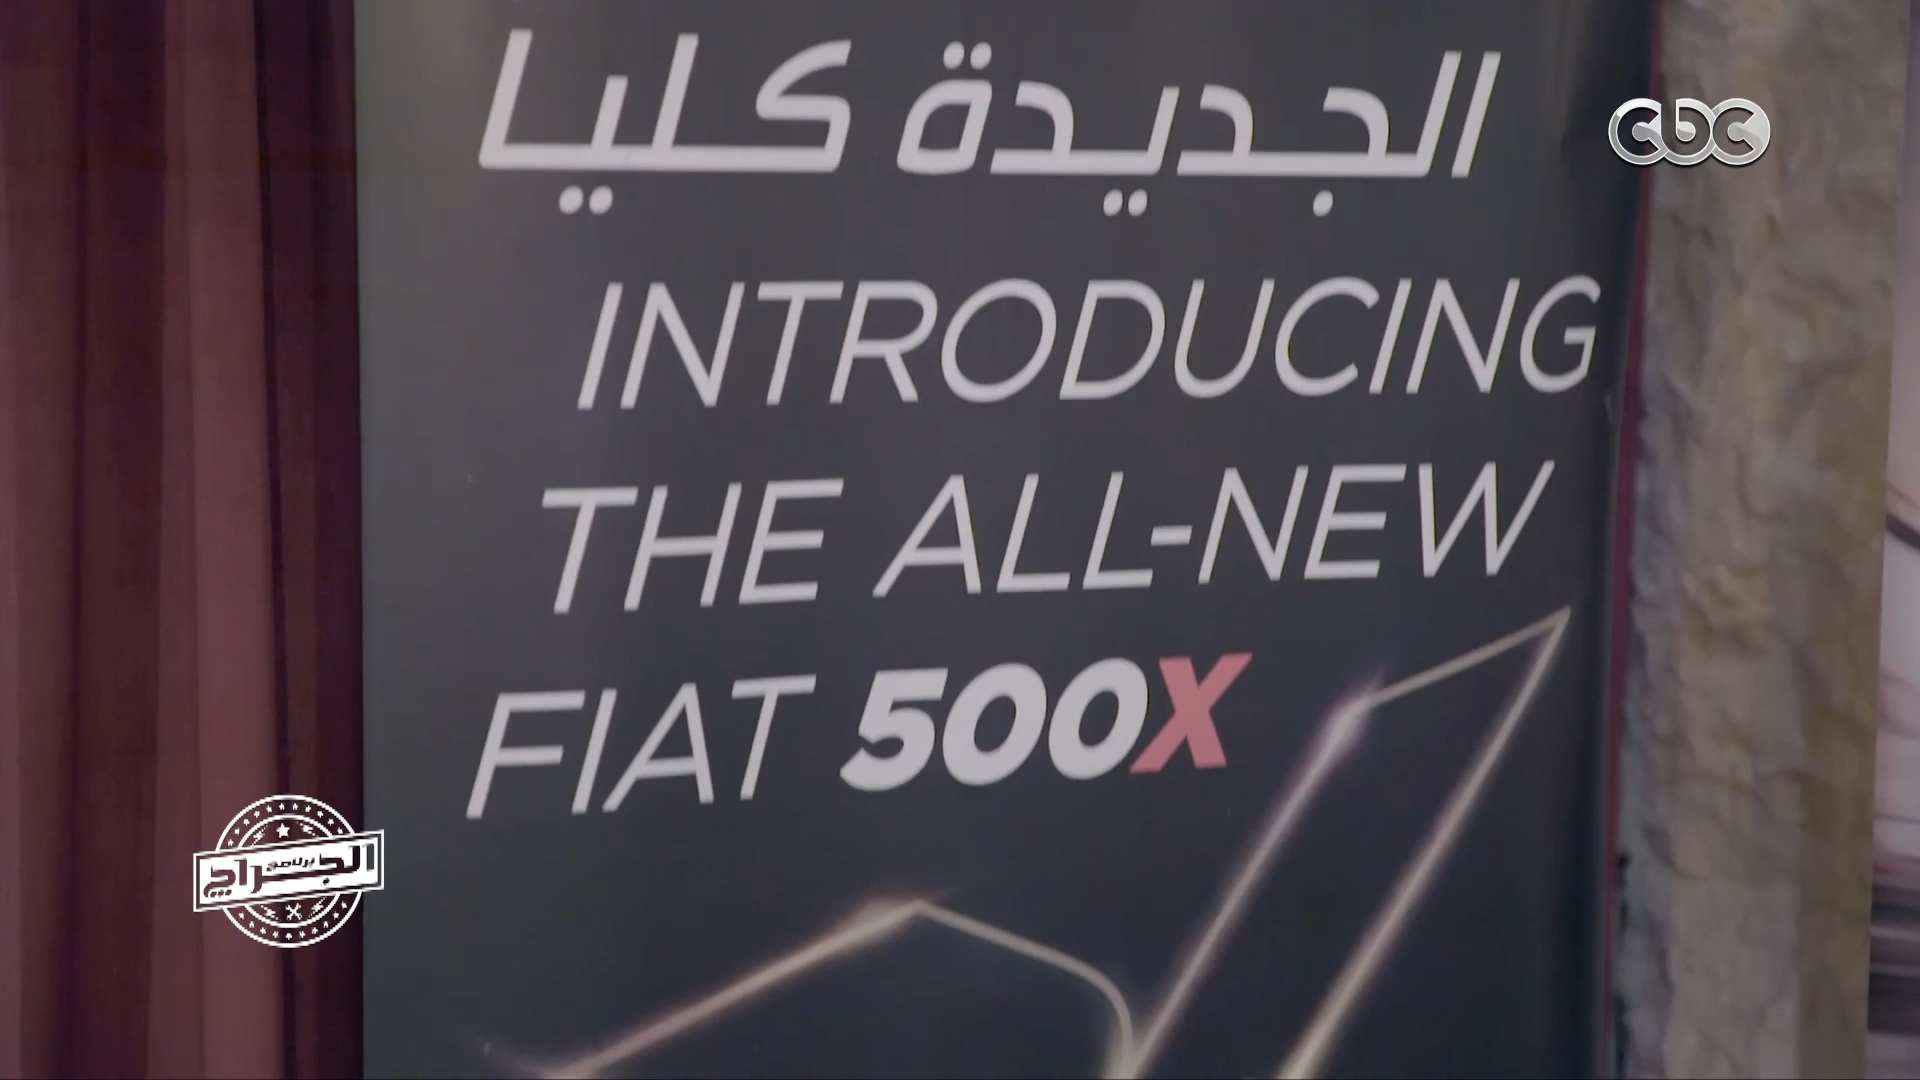 الجديدة كليا
cbc
INTRODUCING
THE ALL-NEW
FIAT 500X
برنامج
الجراج